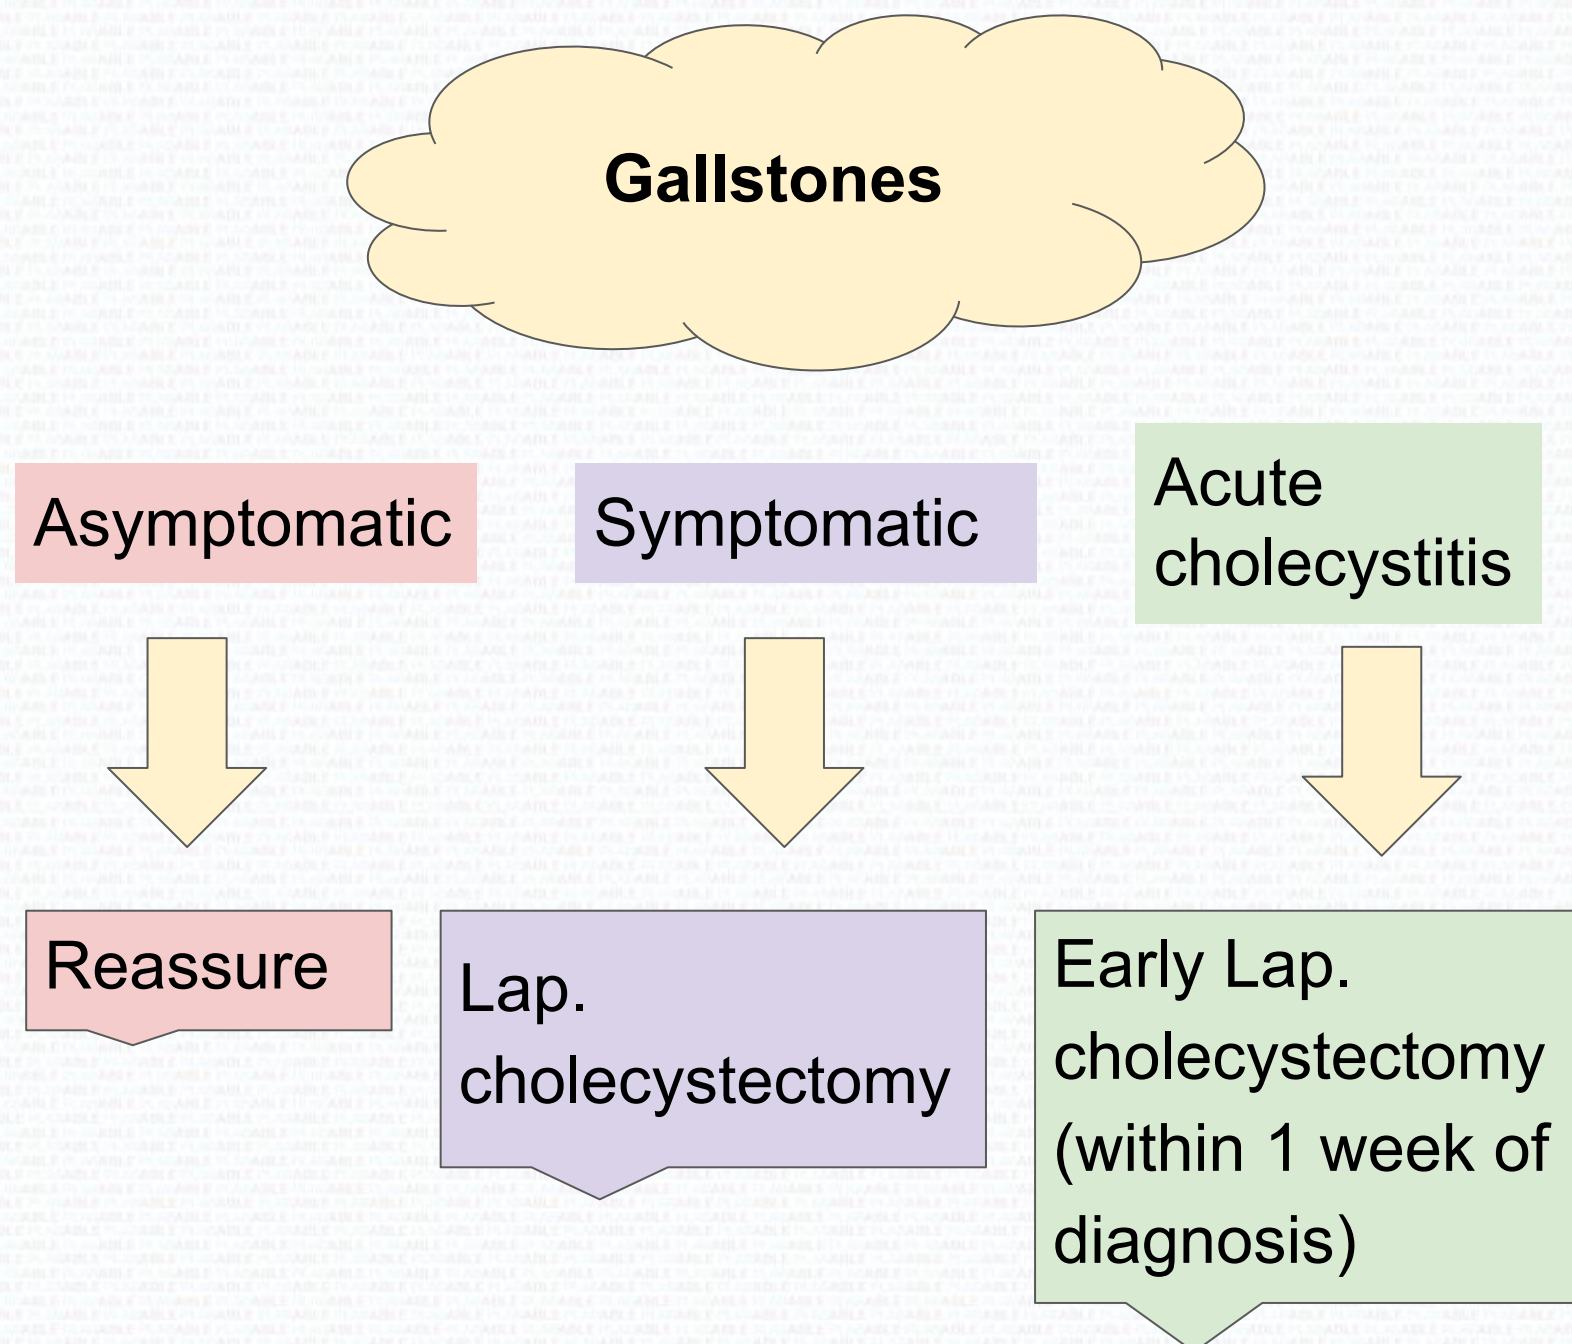 Gallstones
Asymptomatic
Symptomatic
Acute
cholecystitis
Reassure
Lap.
cholecystectomy
Early Lap.
cholecystectomy
(within 1 week of
diagnosis)